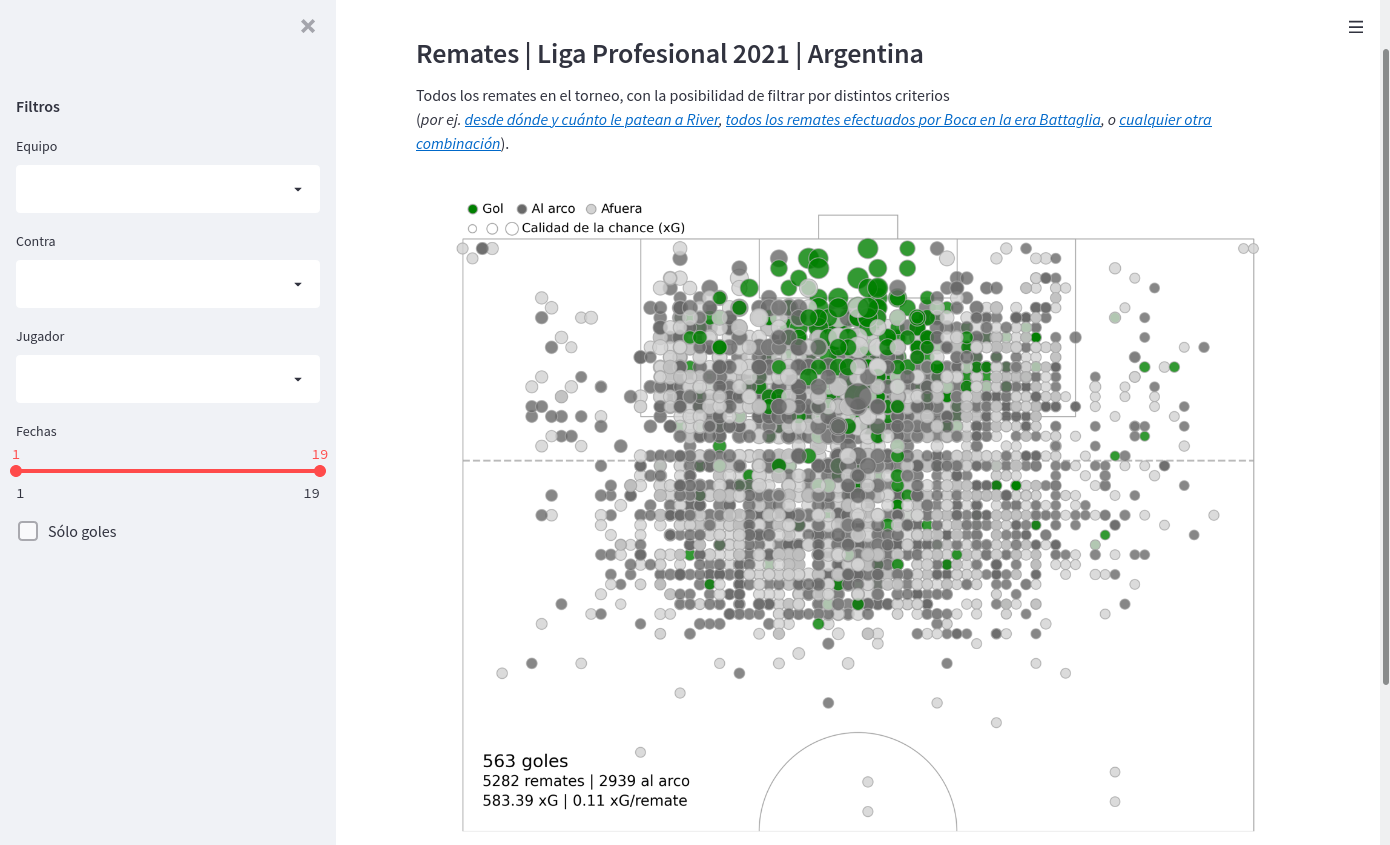 Filtros
Equipo
Contra
Jugador
Fechas
1 19
1 19
Sólo goles
Remates | Liga Profesional 2021 | Argentina
Todos los remates en el torneo, con la posibilidad de filtrar por distintos criterios
(por ej. desde dónde y cuánto le patean a River, todos los remates efectuados por Boca en la era Battaglia, o cualquier otra
combinación).
Gol Al arco Afuera
Calidad de la chance (xG)
563 goles
5282 remates | 2939 al arco
583.39 xG | 0.11 xG/remate